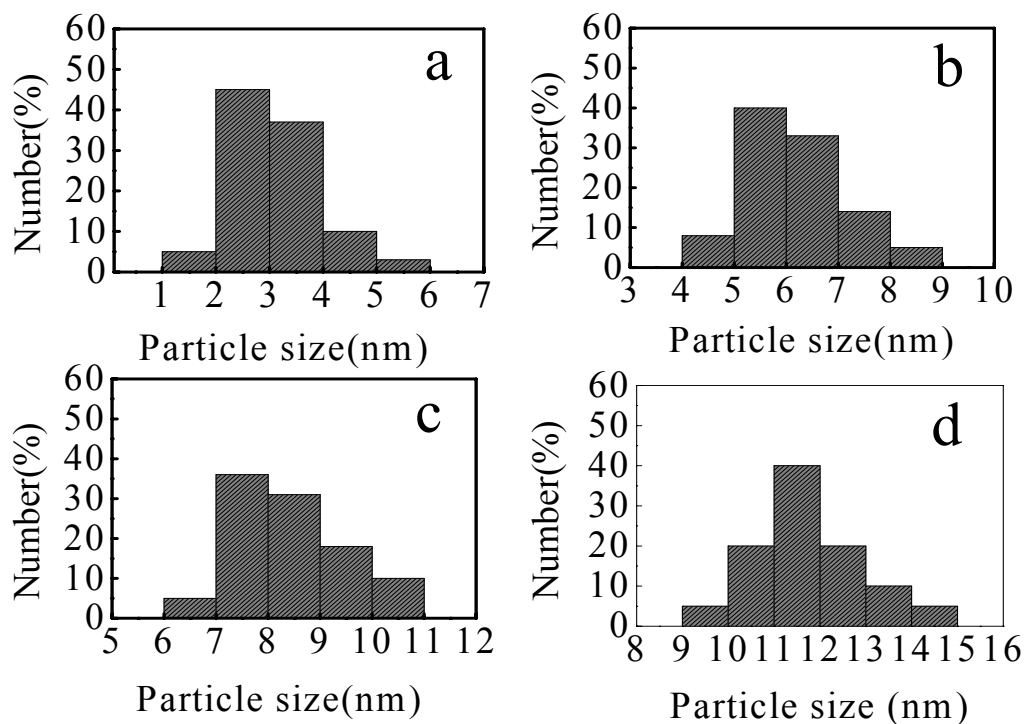 a
Number(%)
60
50
40
30
20
10
0
1 2 3 4 5 6 7
Particle size(nm)
b
Number(%)
60
50
40
30
20
10
0
3 4 5 6 7 8 9 10
Particle size(nm)
c
Number(%)
60
50
40
30
20
10
0
5 6 7 8 9 10 11 12
Particle size(nm)
d
Number(%)
60
50
40
30
20
10
0
8 9 10 11 12 13 14 15 16
Particle size (nm)